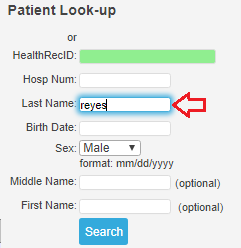 Patient Look-up
or
HealthRecID:
Hosp Num:
Last Name: reyes
Birth Date:
Sex: Male
format: mm/dd/yyyy
Middle Name: (optional)
First Name: (optional)
Search